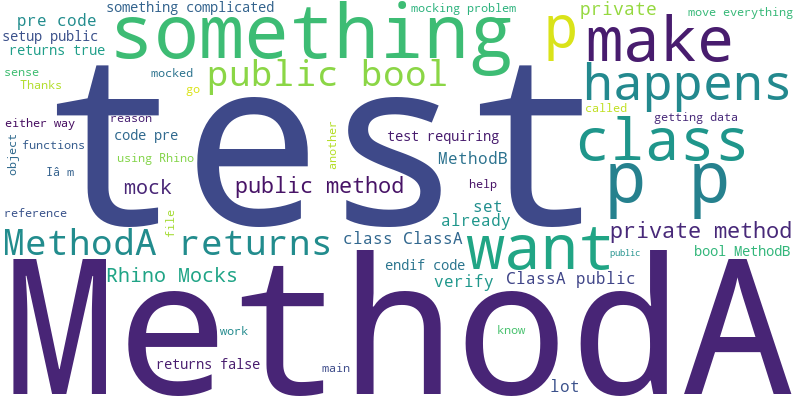 something complicated
mocking problem
private
move everything
pre code
something
p
make
setup public
returns true
sense
mocked
public bool
happens
Thanks
go
test
called
either way
reason
another
class
getting data
code pre
test requiring
functions
using Rhino
MethodB
object
Iâ m
mock
public method
help
p p
set
reference
file
already
private method
MethodA returns
class ClassA
want
bool MethodB
public
endif code
Rhino Mocks
verify
ClassA public
MethodA
work
know
returns false
main
lot